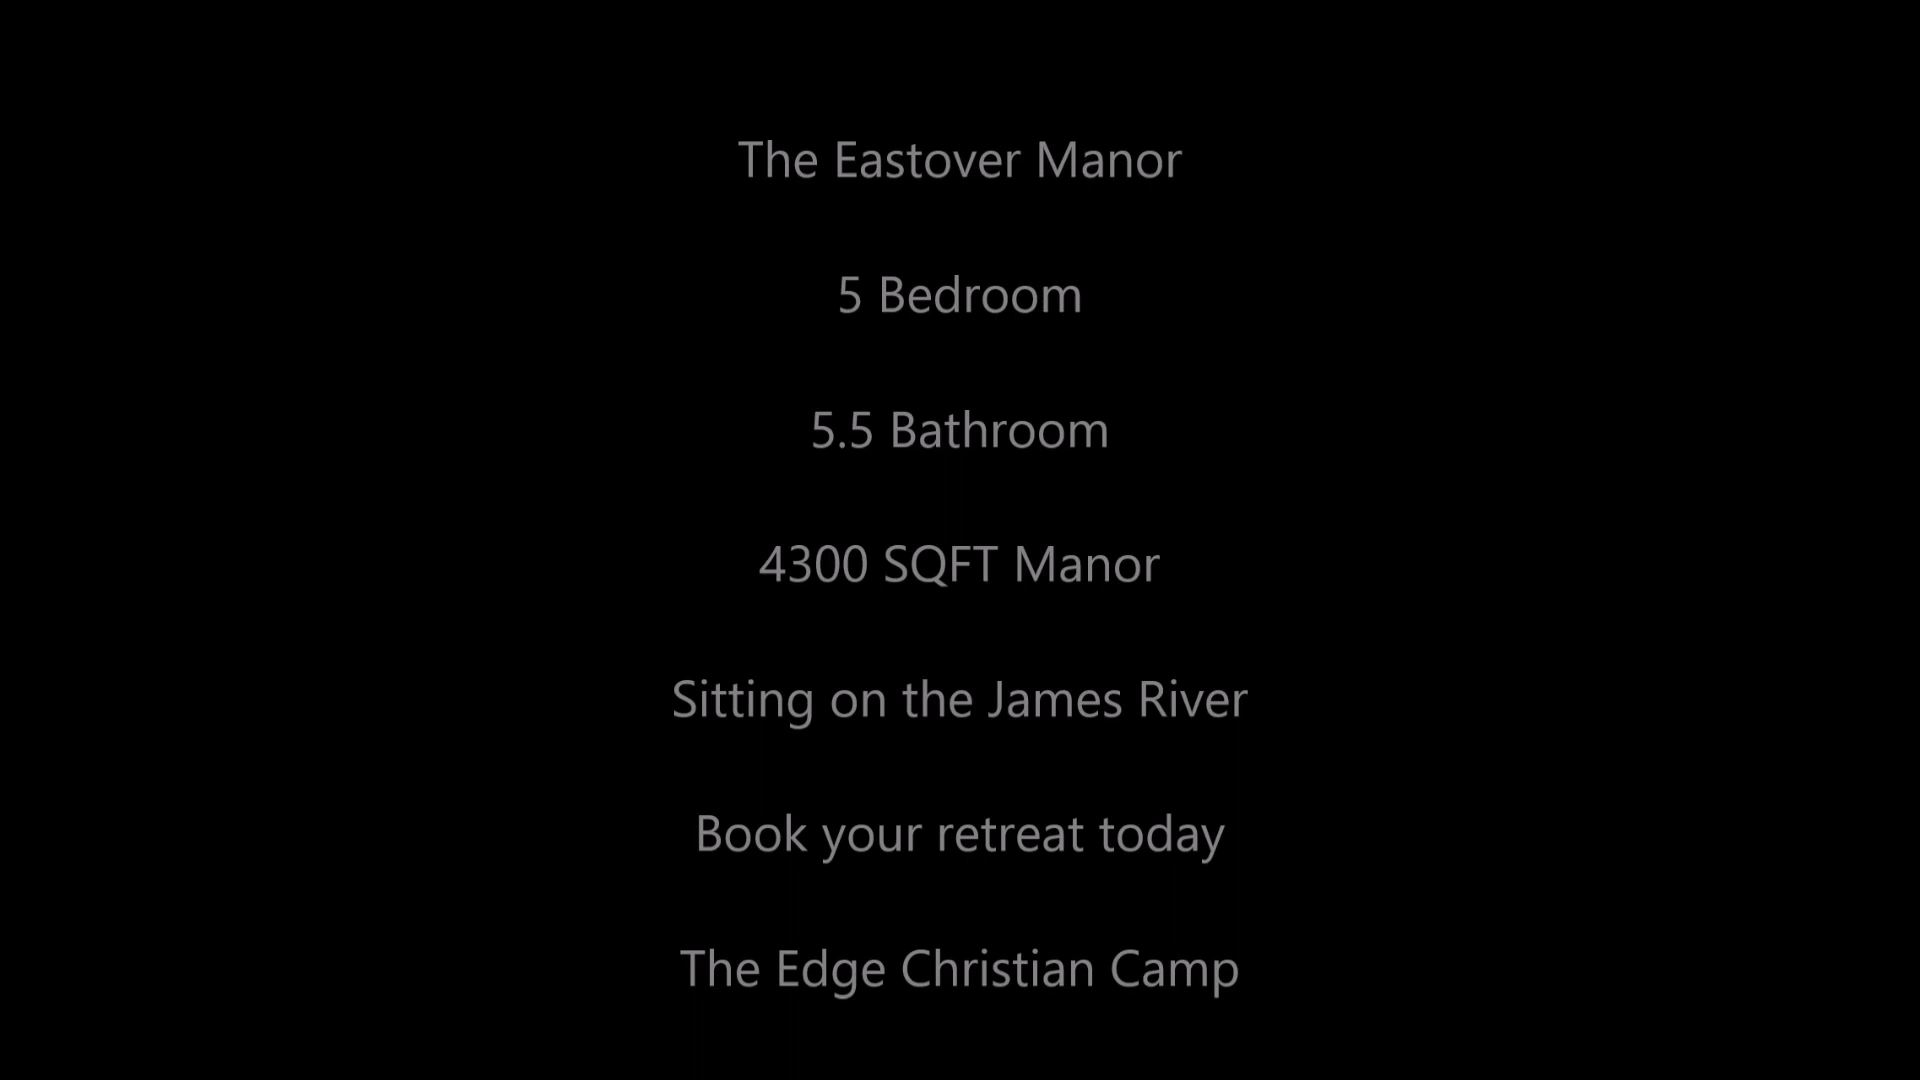 The Eastover Manor
5 Bedroom
5.5 Bathroom
4300 SQFT Manor
Sitting on the James River
Book your retreat today
The Edge Christian Camp